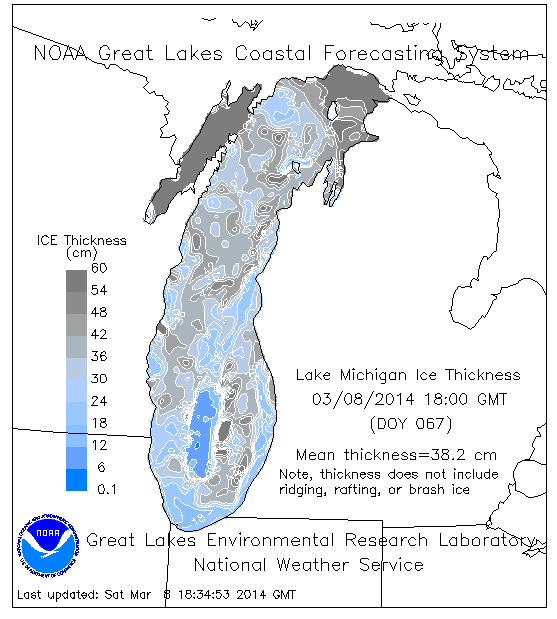 NOAA Great Lakes Coastal Forecasting System
ICE Thickness
(cm)
60
54
48
42
36
30
24
18
12
6
0.1
Lake Michigan Ice Thickness
03/08/2014 18:00 GMT
(DOY 067)
Mean thickness=38.2 cm
Note, thickness does not include
ridging, rafting, or brash ice
NOAA
Great Lakes Environmental Research Laboratory
National Weather Service
Last updated: Sat Mar 8 18:34:53 2014 GMT